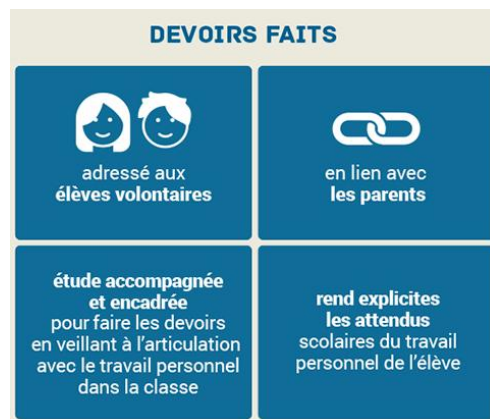 DEVOIRS FAITS
adressé aux
élèves volontaires
en lien avec
les parents
étude accompagnée
et encadrée
pour faire les devoirs
en veillant à l'articulation
avec le travail personnel
dans la classe
rend explicites
les attendus
scolaires du travail
personnel de l'élève